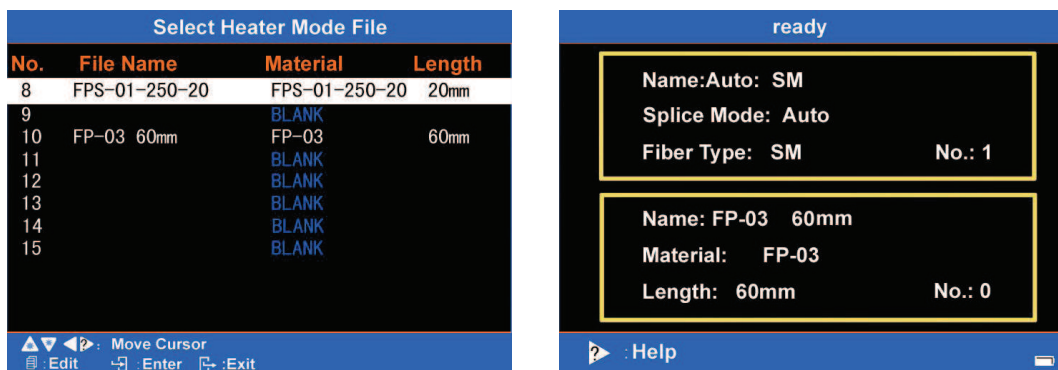 Select Heater Mode File
No. File Name Material Length
8 FPS-01-250-20 FPS-01-250-20 20mm
9 BLANK
10 FP-03 60mm FP-03 60mm
11 BLANK
12 BLANK
13 BLANK
14 BLANK
15 BLANK
? : Move Cursor
:Edit :Enter :Exit
ready
Name:Auto: SM
Splice Mode: Auto
Fiber Type: SM No.: 1
Name: FP-03 60mm
Material: FP-03
Length: 60mm No.: 0
? :Help